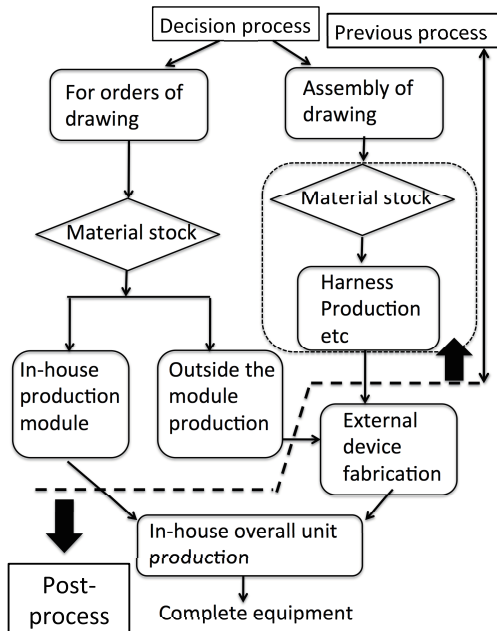 Decision process
Previous process
For orders of
drawing
Assembly of
drawing
Material stock
Material stock
Harness
Production
etc
In-house
production
module
Outside the
module
production
External
device
fabrication
In-house overall unit
production
Post-
process
Complete equipment